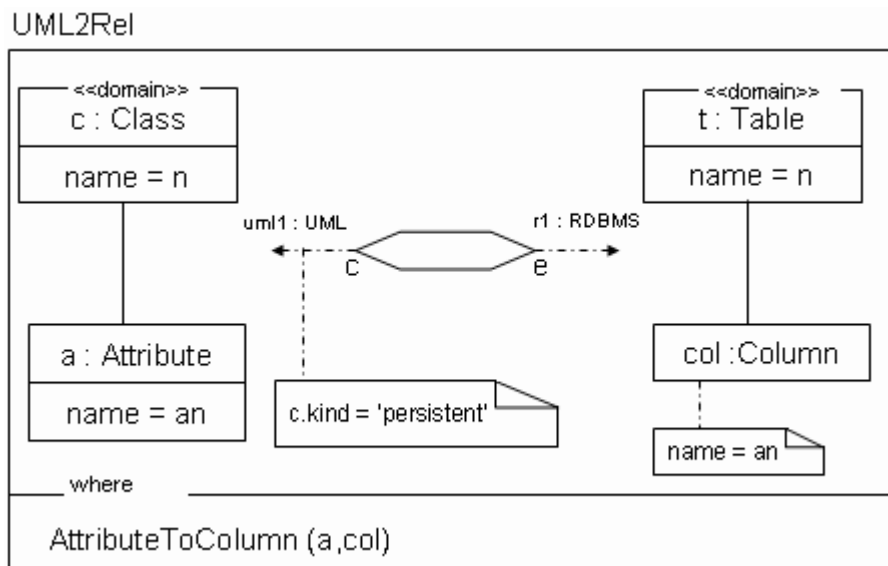 UML2Rel
<<domain>>
c : Class
name = n
<<domain>>
t : Table
name = n
uml1 : UML
r1 : RDBMS
C
e
a : Attribute
name = an
c.kind = 'persistent'
col :Column
name = an
where
AttributeToColumn (a,col)